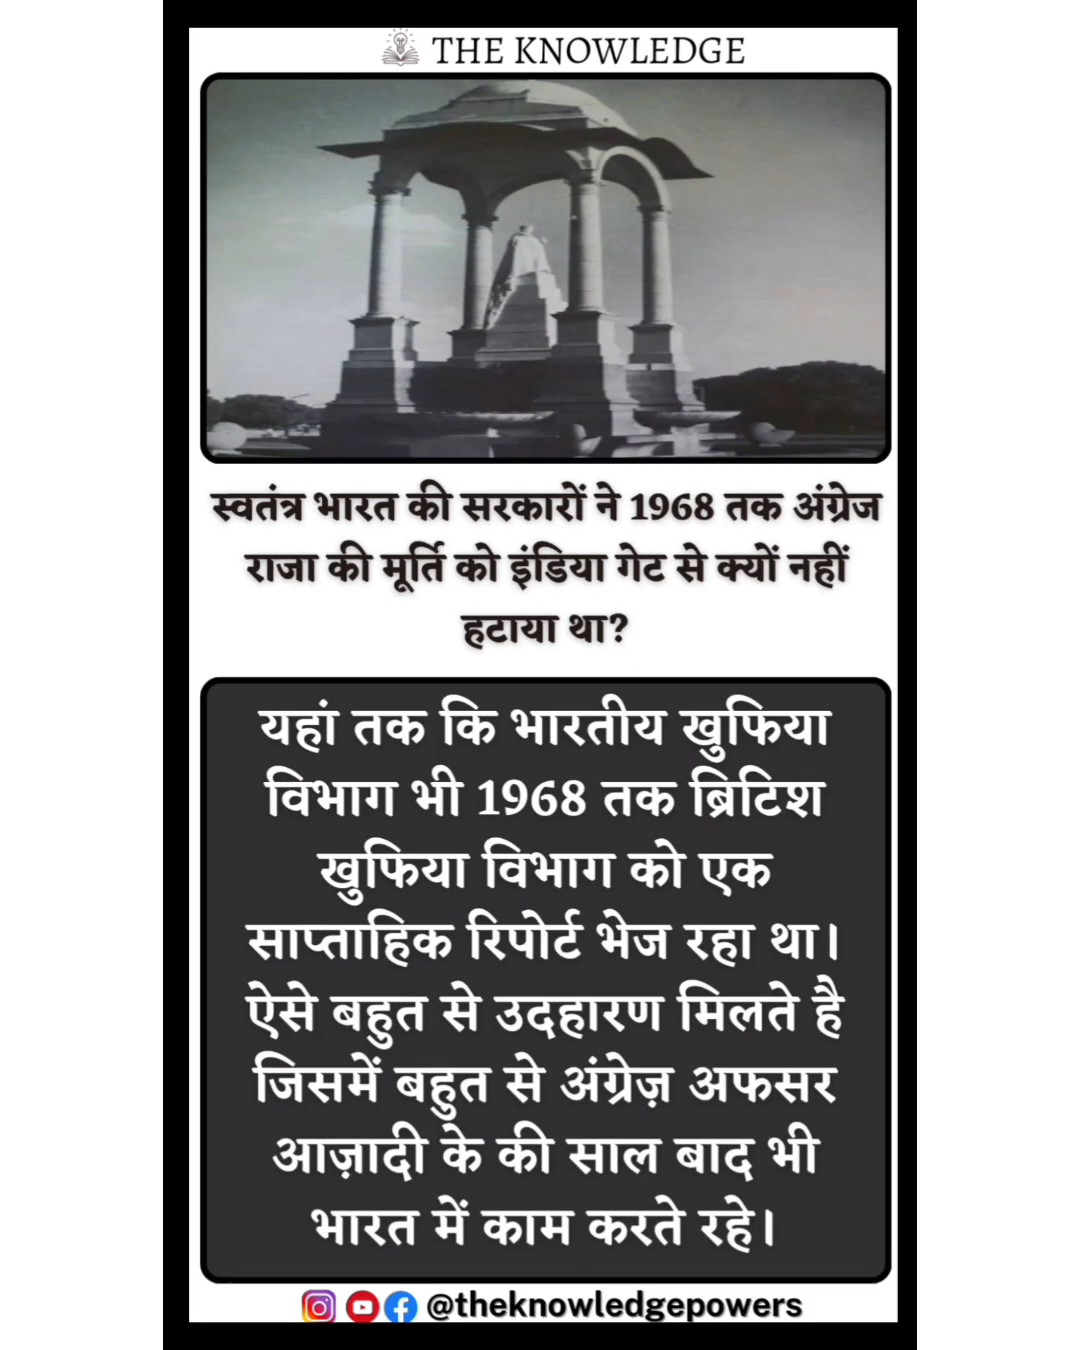 THE KNOWLEDGE
स्वतंत्र भारत की सरकारों ने 1968 तक अंग्रेज
राजा की मूर्ति को इंडिया गेट से क्यों नहीं
हटाया था?
यहां तक कि भारतीय खुफिया
विभाग भी 1968 तक ब्रिटिश
खुफिया विभाग को एक
साप्ताहिक रिपोर्ट भेज रहा था।
ऐसे बहुत से उदहारण मिलते है
जिसमें बहुत से अंग्रेज़ अफसर
आज़ादी के की साल बाद भी
भारत में काम करते रहे।
@theknowledgepowers